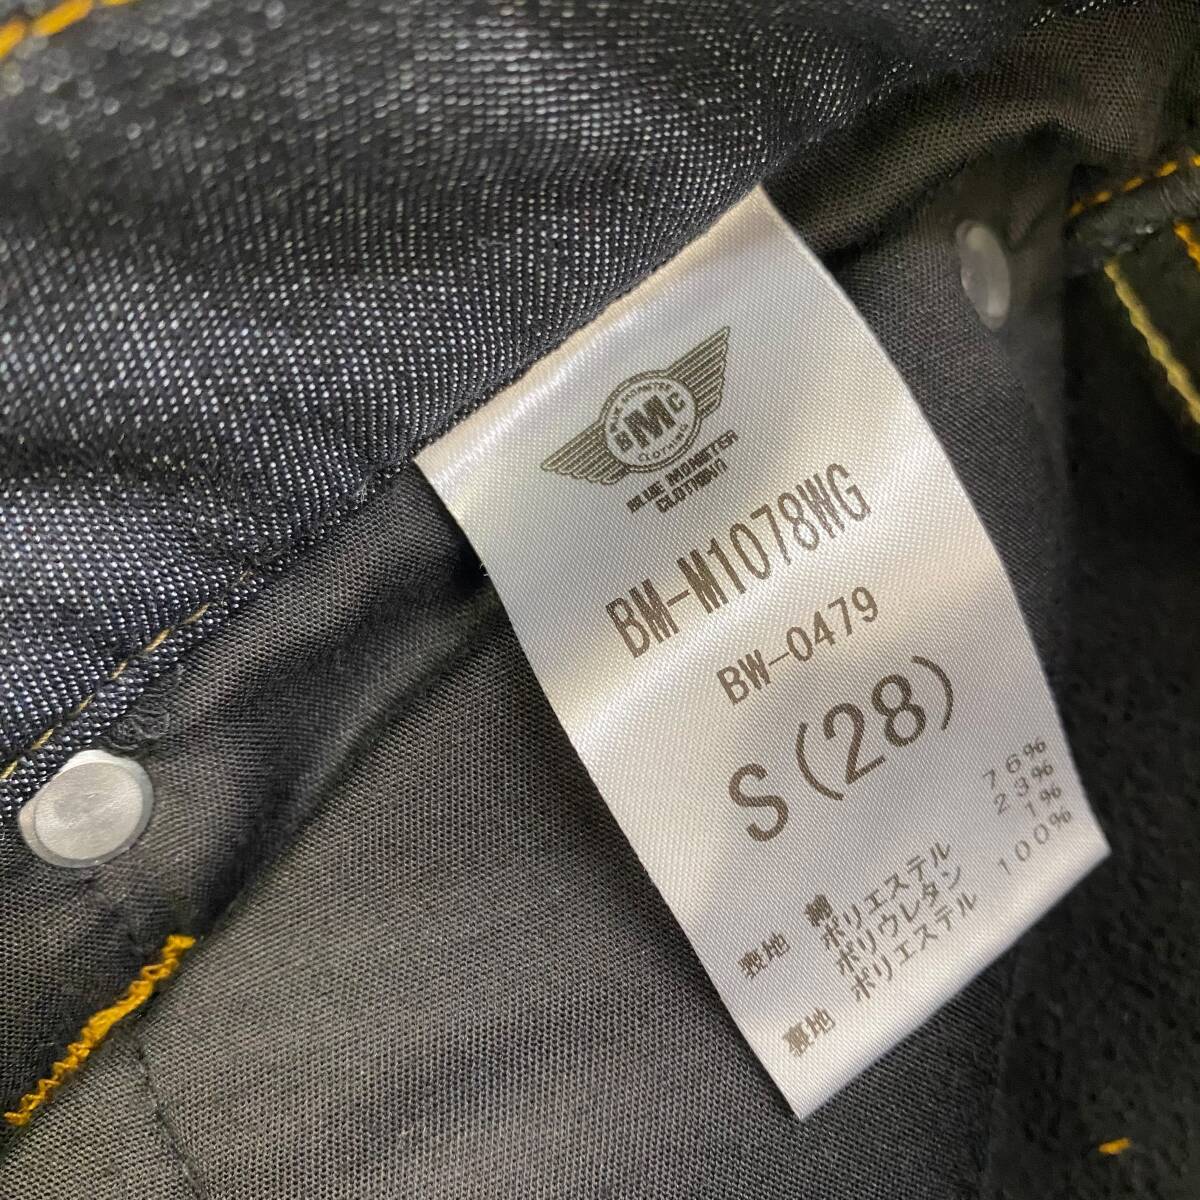 BMC
BLUE MONSTER
CLOTHING
BM-M1078WG
BW-0479
S(28)
表地 綿 76%
ポリエステル 23%
ポリウレタン 1%
裏地 ポリエステル 100%